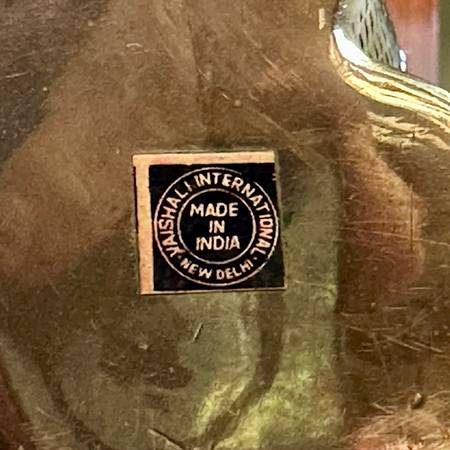 VAISHALI INTERNATIONAL
MADE
IN
INDIA
NEW DELHI